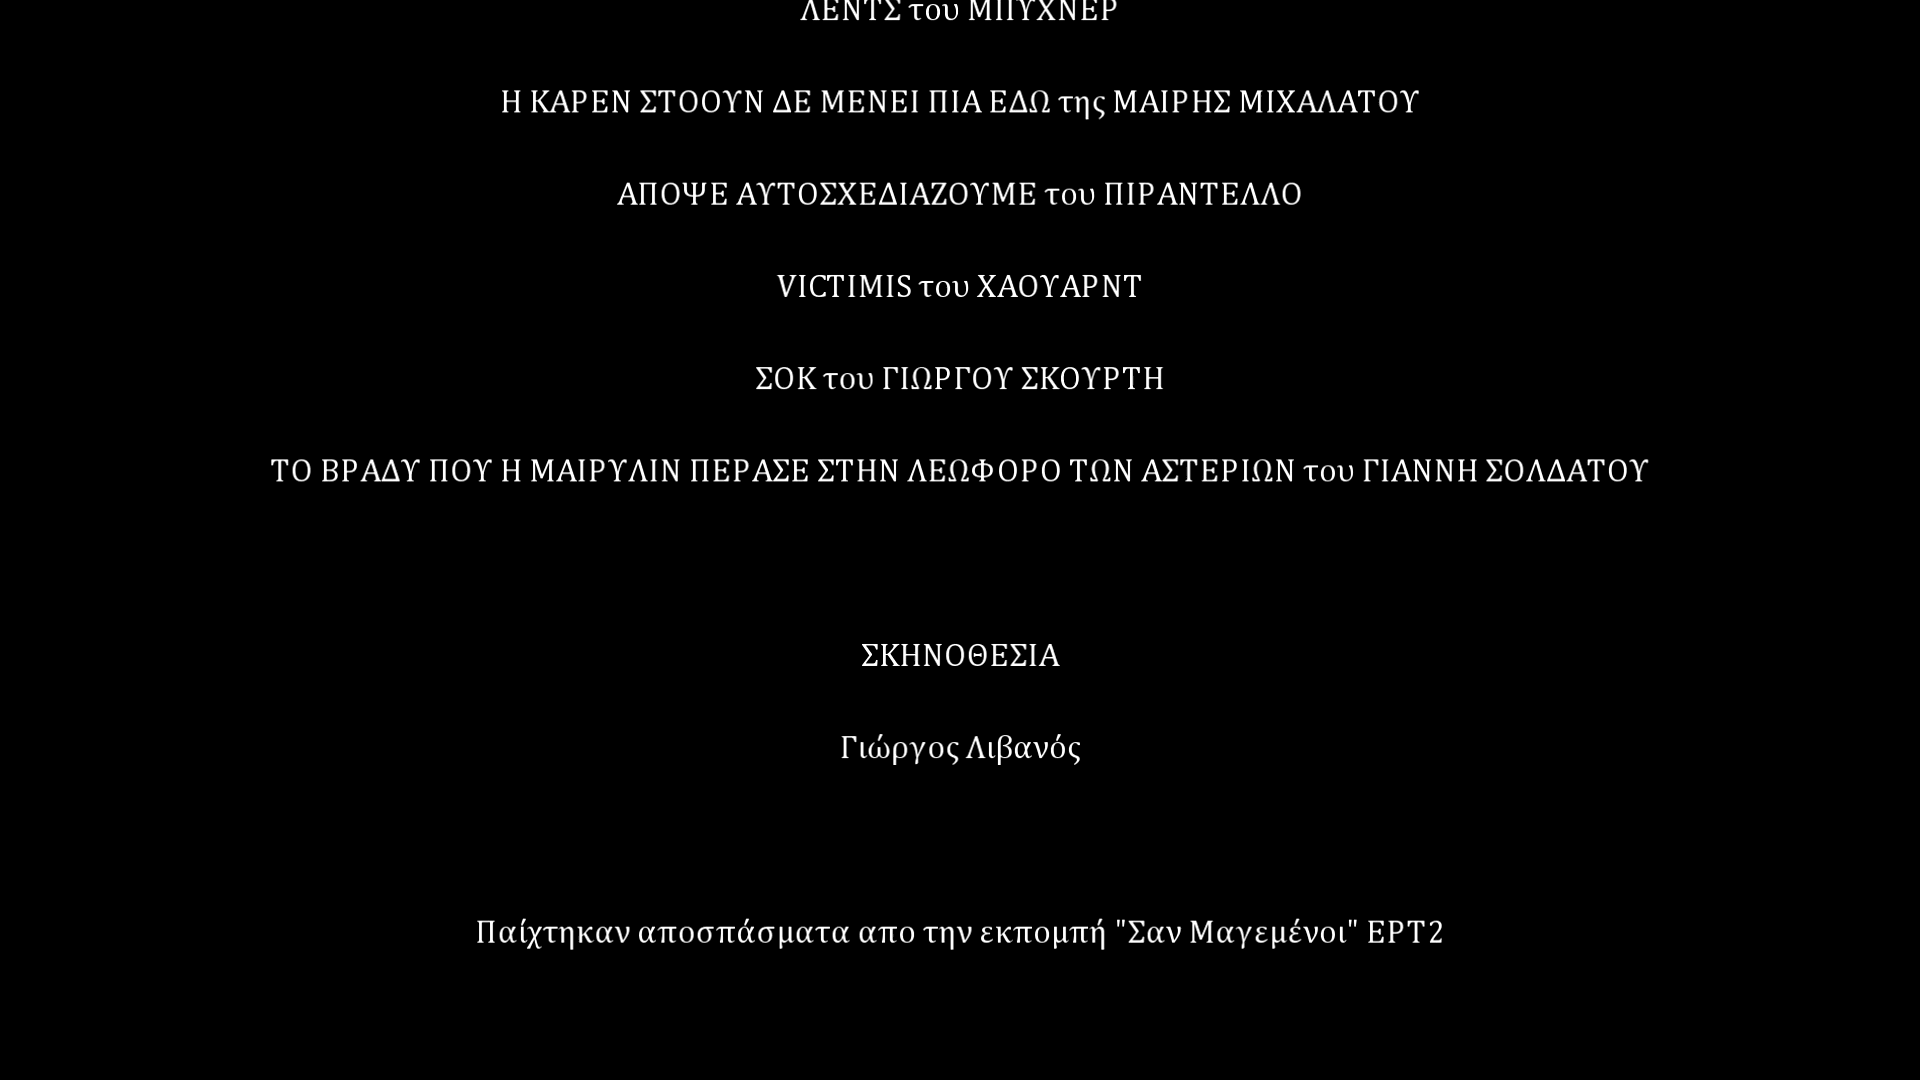 ΛΕΝΤΣ του ΜΠΥΧΝΕΡ
Η ΚΑΡΕΝ ΣΤΟΟΥΝ ΔΕ ΜΕΝΕΙ ΠΙΑ ΕΔΩ της ΜΑΙΡΗΣ ΜΙΧΑΛΑΤΟΥ
ΑΠΟΨΕ ΑΥΤΟΣΧΕΔΙΑΖΟΥΜΕ του ΠΙΡΑΝΤΕΛΛΟ
VICTIMIS του ΧΑΟΥΑΡΝΤ
ΣΟΚ του ΓΙΩΡΓΟΥ ΣΚΟΥΡΤΗ
ΤΟ ΒΡΑΔΥ ΠΟΥ Η ΜΑΙΡΥΛΙΝ ΠΕΡΑΣΕ ΣΤΗΝ ΛΕΩΦΟΡΟ ΤΩΝ ΑΣΤΕΡΙΩΝ του ΓΙΑΝΝΗ ΣΟΛΔΑΤΟΥ
ΣΚΗΝΟΘΕΣΙΑ
Γιώργος Λιβανός
Παίχτηκαν αποσπάσματα απο την εκπομπή "Σαν Μαγεμένοι" ΕΡΤ2